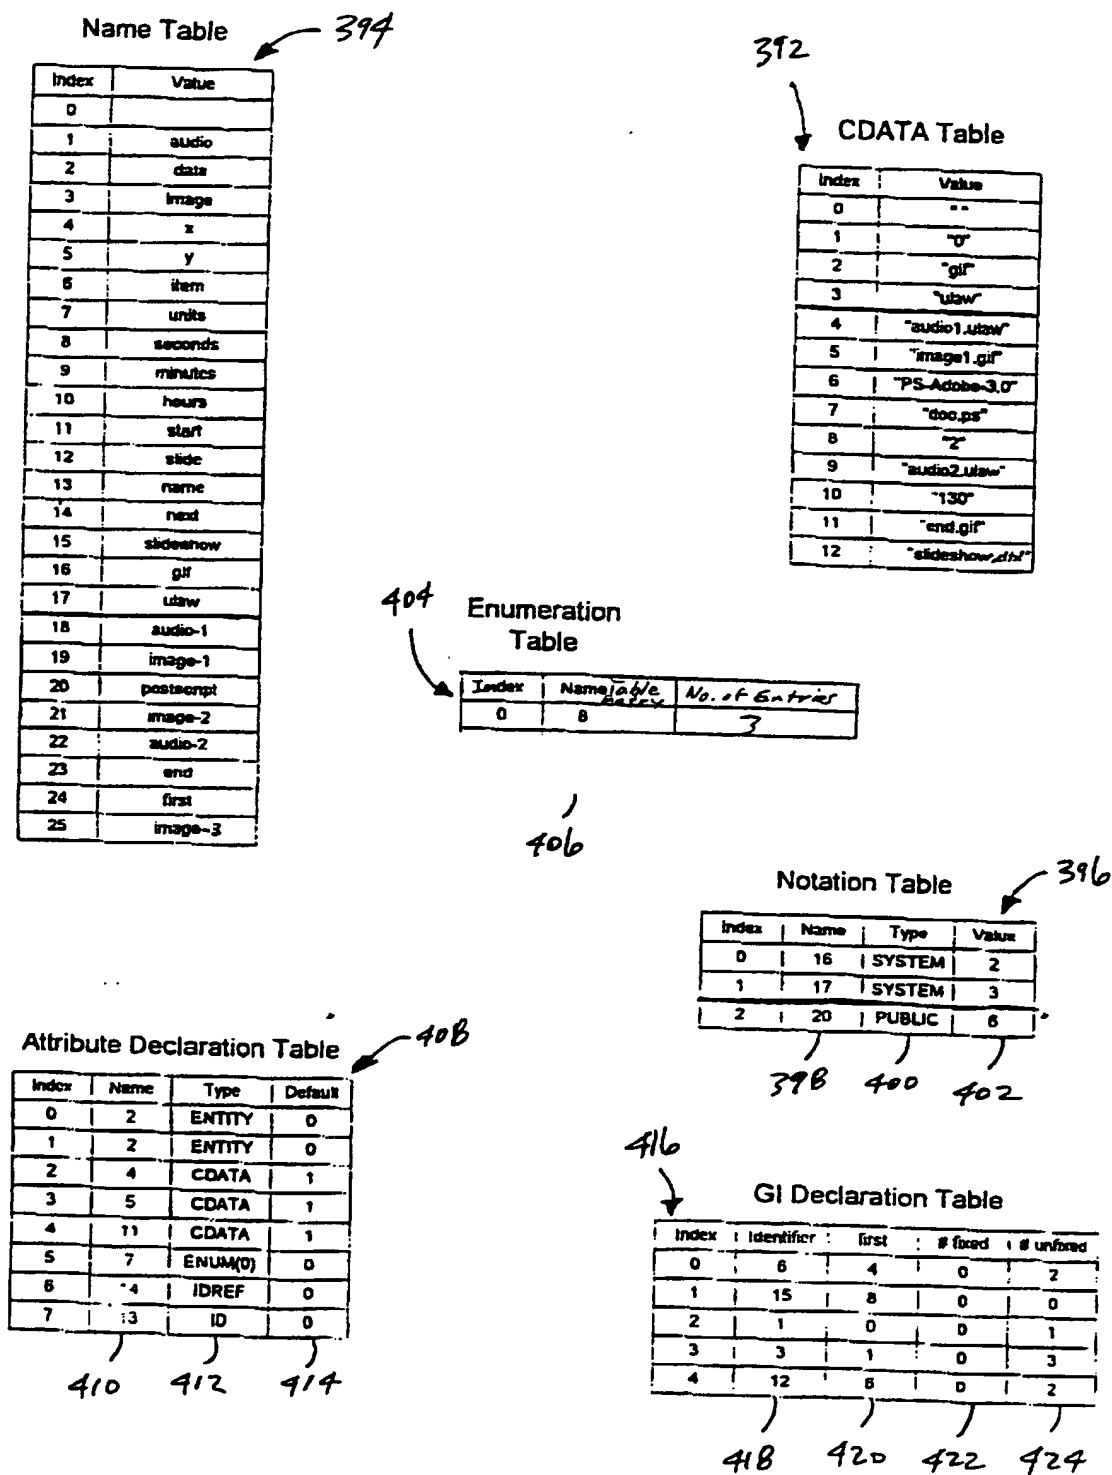 Name Table
394
Index Value
0
1 audio
2 data
3 image
4 x
5 y
6 item
7 units
8 seconds
9 minutes
10 hours
11 start
12 slide
13 name
14 next
15 slideshow
16 gif
17 ulaw
18 audio-1
19 image-1
20 postscript
21 image-2
22 audio-2
23 end
24 first
25 image-3
392
CDATA Table
Index Value
0 ""
1 "0"
2 "gif"
3 "ulaw"
4 "audio1.ulaw"
5 "image1.gif"
6 "PS-Adobe-3.0"
7 "doc.ps"
8 "2"
9 "audio2.ulaw"
10 "130"
11 "end.gif"
12 "slideshow.dtd"
404
Enumeration
Table
Index Name Table Entry No. of Entries
0 8 3
406
Notation Table
396
Index Name Type Value
0 16 SYSTEM 2
1 17 SYSTEM 3
2 20 PUBLIC 6
398 400 402
Attribute Declaration Table
408
Index Name Type Default
0 2 ENTITY 0
1 2 ENTITY 0
2 4 CDATA 1
3 5 CDATA 1
4 11 CDATA 1
5 7 ENUM(0) 0
6 14 IDREF 0
7 13 ID 0
410 412 414
416
GI Declaration Table
Index Identifier first # fixed # unfixed
0 6 4 0 2
1 15 8 0 0
2 1 0 0 1
3 3 1 0 3
4 12 6 0 2
418 420 422 424